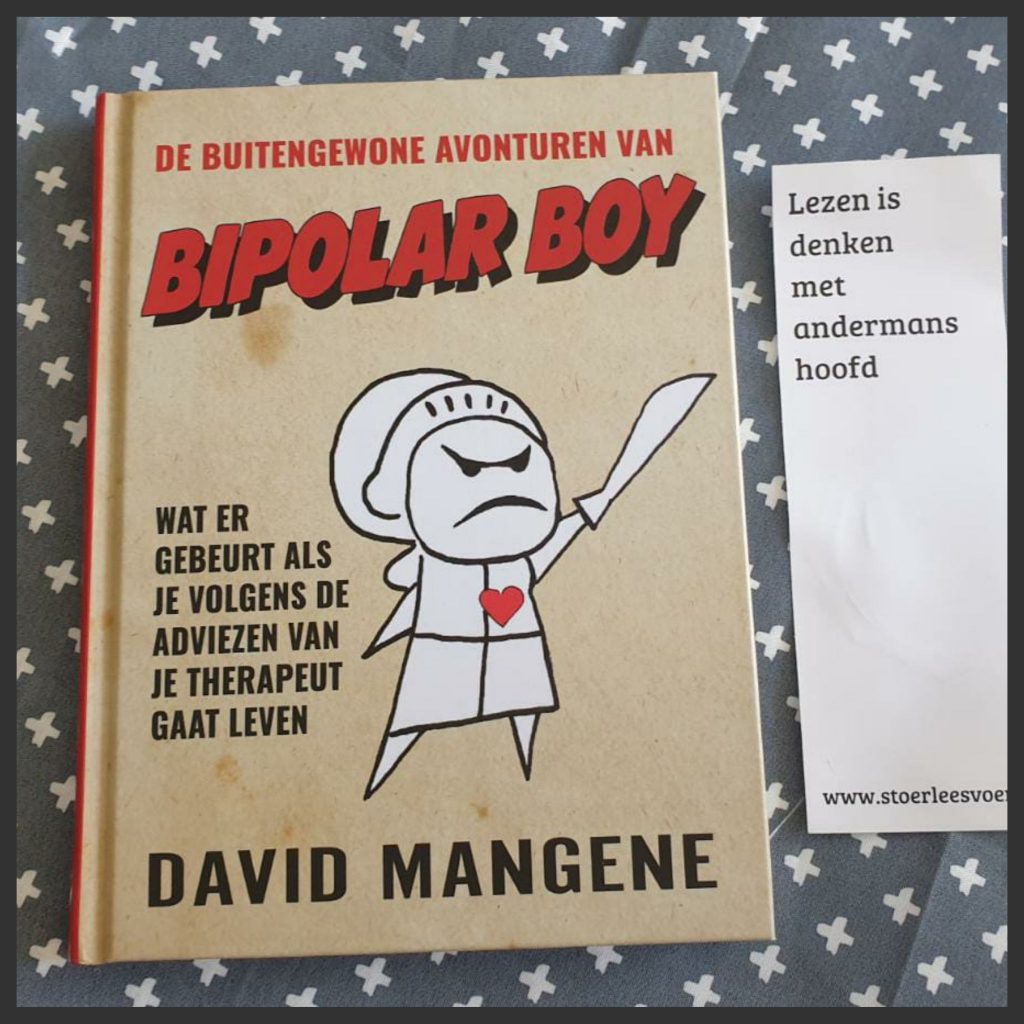 DE BUITENGEWONE AVONTUREN VAN
BIPOLAR BOY
WAT ER
GEBEURT ALS
JE VOLGENS DE
ADVIEZEN VAN
JE THERAPEUT
GAAT LEVEN
DAVID MANGENE
Lezen is
denken
met
andermans
hoofd
www.stoerleesvoer